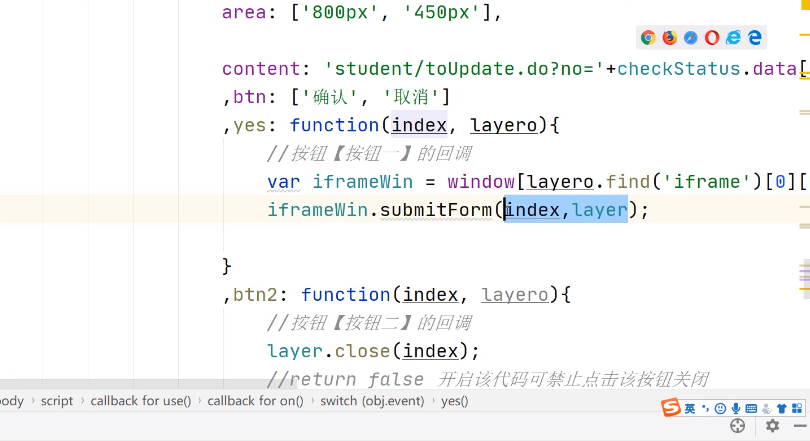 area: ['800px', '450px'],
content: 'student/toUpdate.do?no='+checkStatus.data[
,btn: ['确认', '取消']
,yes: function(index, layero){
//按钮【按钮一】的回调
var iframeWin = window[layero.find('iframe')[0][
iframeWin.submitForm(index,layer);
}
,btn2: function(index, layero){
//按钮【按钮二】的回调
layer.close(index);
//return false 开启该代码可禁止点击该按钮关闭
ody › script › callback for use() › callback for on() › switch (obj.event) › yes()
英